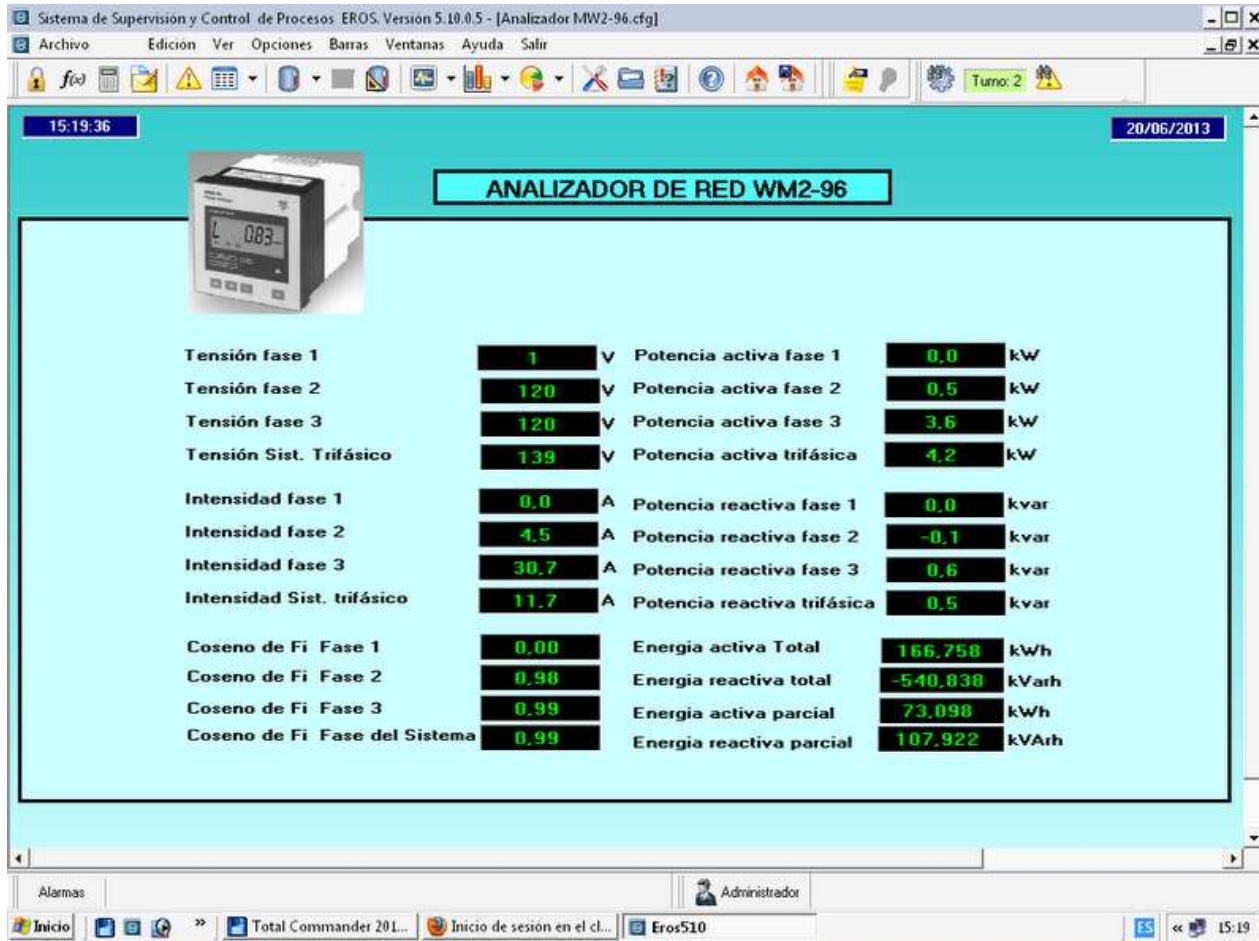 Sistema de Supervisión y Control de Procesos EROS. Versión 5.10.0.5 - [Analizador MW2-96.cfg]
Archivo Edición Ver Opciones Barras Ventanas Ayuda Salir
f(x) Turno: 2
15:19:36 20/06/2013
ANALIZADOR DE RED WM2-96
0.83
Tensión fase 1 1 V Potencia activa fase 1 0,0 kW
Tensión fase 2 120 V Potencia activa fase 2 0,5 kW
Tensión fase 3 120 V Potencia activa fase 3 3,6 kW
Tensión Sist. Trifásico 139 V Potencia activa trifásica 4,2 kW
Intensidad fase 1 0,0 A Potencia reactiva fase 1 0,0 kvar
Intensidad fase 2 4,5 A Potencia reactiva fase 2 -0,1 kvar
Intensidad fase 3 30,7 A Potencia reactiva fase 3 0,6 kvar
Intensidad Sist. trifásico 11,7 A Potencia reactiva trifásica 0,5 kvar
Coseno de Fi Fase 1 0,00 Energia activa Total 166,758 kWh
Coseno de Fi Fase 2 0,98 Energia reactiva total -540,838 kVarh
Coseno de Fi Fase 3 0,99 Energia activa parcial 73,098 kWh
Coseno de Fi Fase del Sistema 0,99 Energia reactiva parcial 107,922 kVArh
Alarmas Administrador
Inicio » Total Commander 201... Inicio de sesión en el cl... Eros510 ES « 15:19